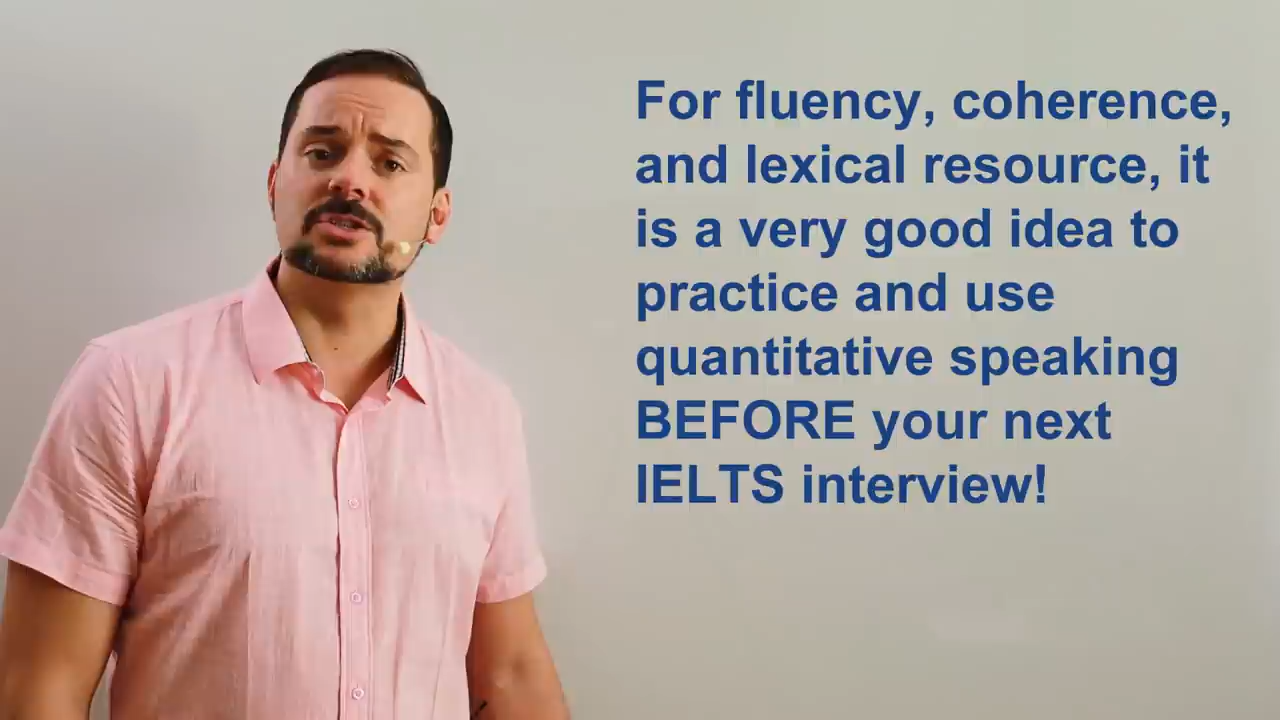 For fluency, coherence,
and lexical resource, it
is a very good idea to
practice and use
quantitative speaking
BEFORE your next
IELTS interview!